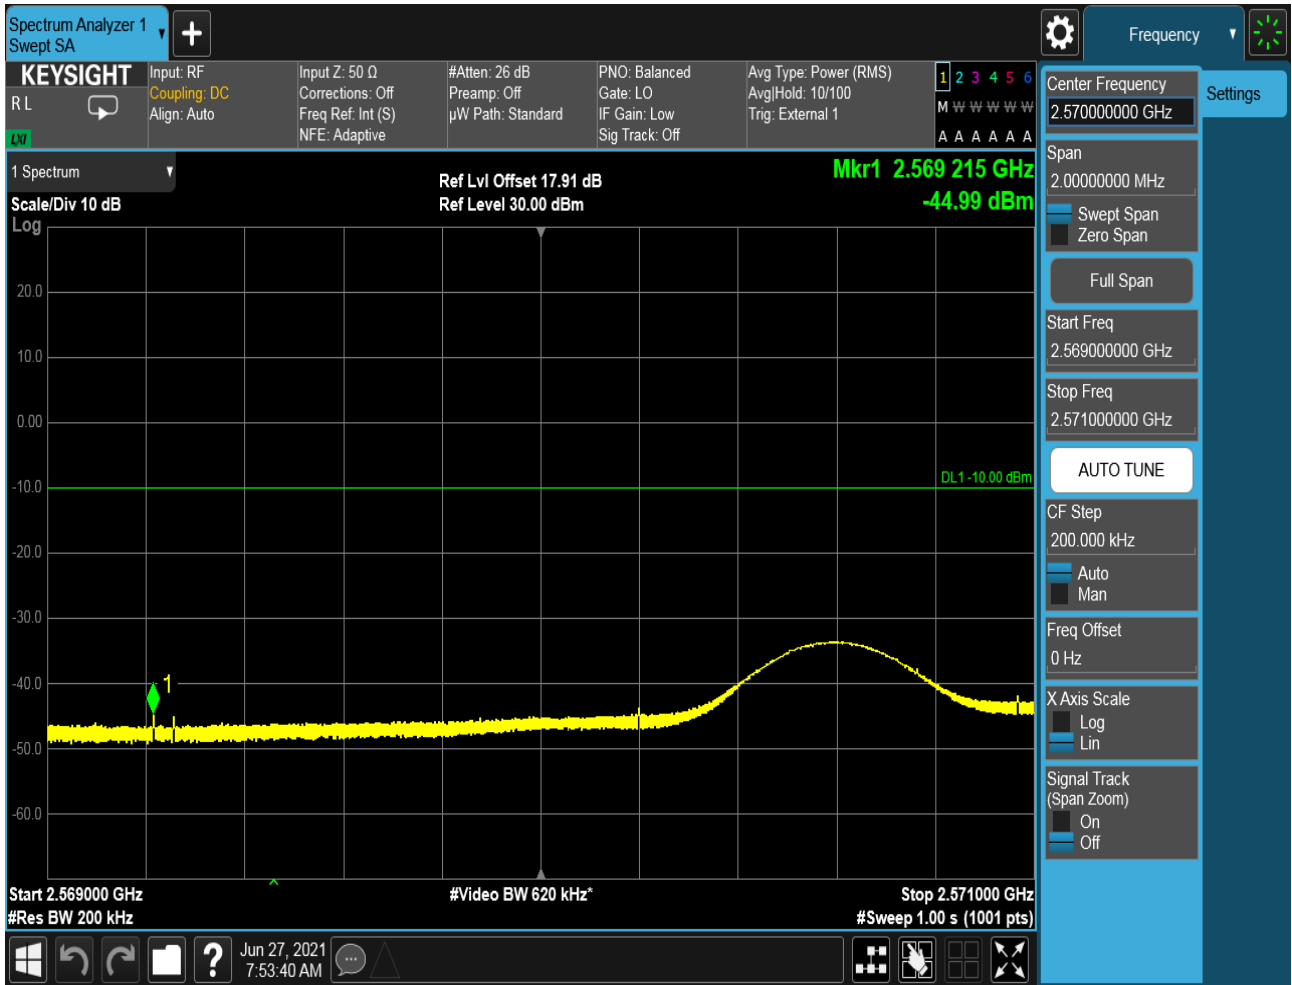 Spectrum Analyzer 1
Swept SA
Frequency
KEYSIGHT
R L
LXI
Input: RF
Coupling: DC
Align: Auto
Input Z: 50 Ω
Corrections: Off
Freq Ref: Int (S)
NFE: Adaptive
#Atten: 26 dB
Preamp: Off
µW Path: Standard
PNO: Balanced
Gate: LO
IF Gain: Low
Sig Track: Off
Avg Type: Power (RMS)
Avg|Hold: 10/100
Trig: External 1
1 2 3 4 5 6
M W W W W W
A A A A A A
1 Spectrum
Scale/Div 10 dB
Log
Ref Lvl Offset 17.91 dB
Ref Level 30.00 dBm
Mkr1 2.569 215 GHz
-44.99 dBm
20.0
10.0
0.00
-10.0
-20.0
-30.0
-40.0
-50.0
-60.0
DL1 -10.00 dBm
1
Start 2.569000 GHz
#Res BW 200 kHz
#Video BW 620 kHz*
Stop 2.571000 GHz
#Sweep 1.00 s (1001 pts)
Jun 27, 2021
7:53:40 AM
Center Frequency
2.570000000 GHz
Settings
Span
2.00000000 MHz
Swept Span
Zero Span
Full Span
Start Freq
2.569000000 GHz
Stop Freq
2.571000000 GHz
AUTO TUNE
CF Step
200.000 kHz
Auto
Man
Freq Offset
0 Hz
X Axis Scale
Log
Lin
Signal Track
(Span Zoom)
On
Off